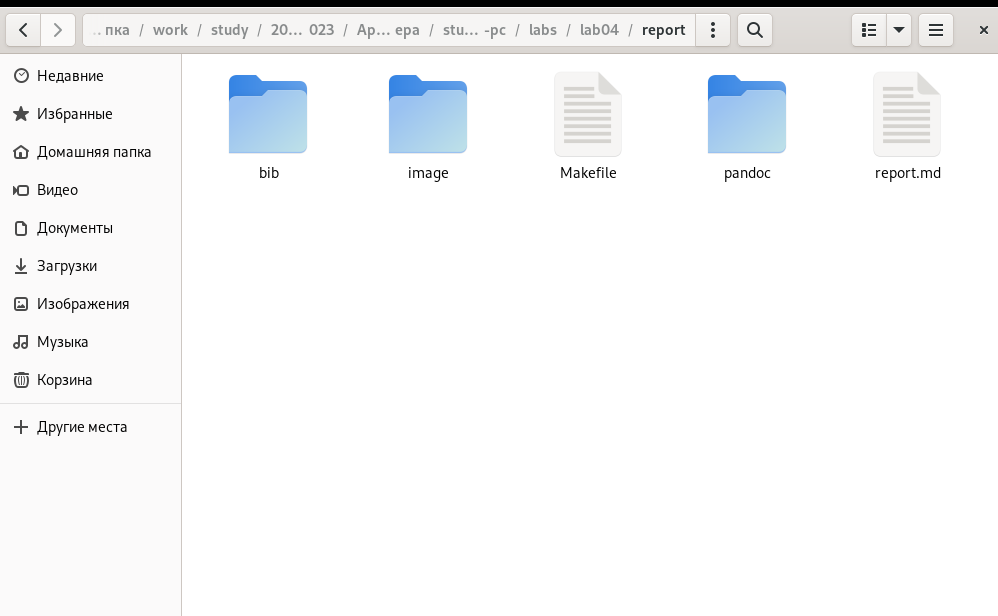 … пка / work / study / 20… 023 / Ap… ера / stu… -pc / labs / lab04 / report
Недавние
Избранные
Домашняя папка
Видео
Документы
Загрузки
Изображения
Музыка
Корзина
Другие места
bib image Makefile pandoc report.md